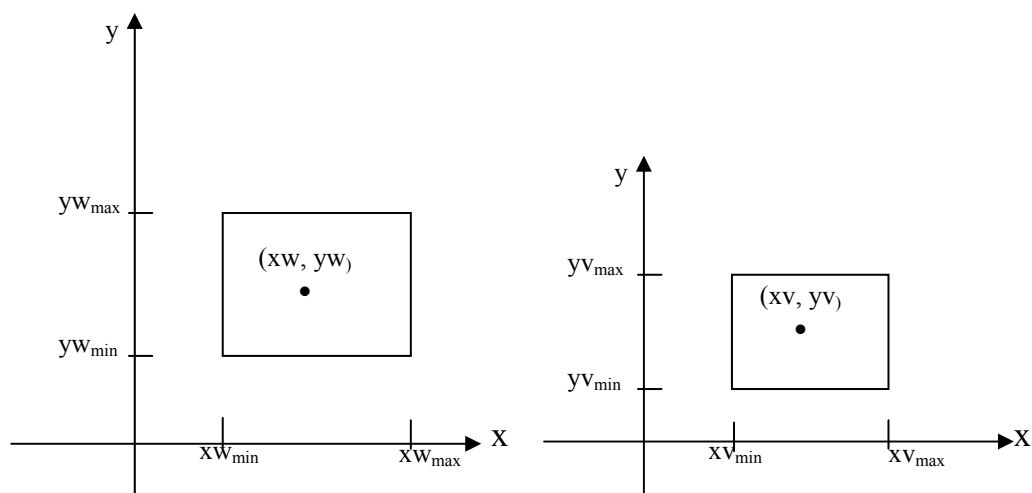 y
yw_max
(xw, yw)
yw_min
xw_min
xw_max
X
y
yv_max
(xv, yv)
yv_min
xv_min
xv_max
X